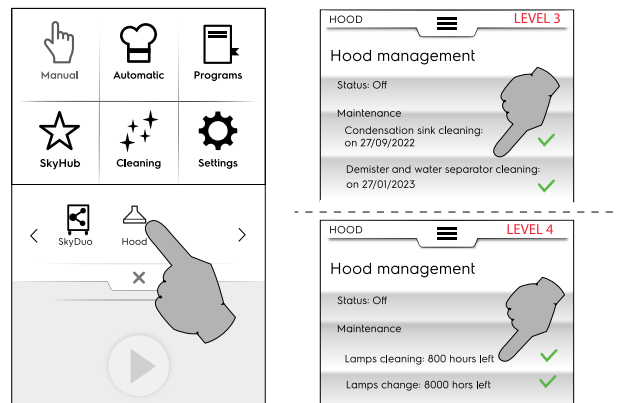 Manual
Automatic
Programs
SkyHub
Cleaning
Settings
SkyDuo
Hood
HOOD
LEVEL 3
Hood management
Status: Off
Maintenance
Condensation sink cleaning:
on 27/09/2022
Demister and water separator cleaning:
on 27/01/2023
HOOD
LEVEL 4
Hood management
Status: Off
Maintenance
Lamps cleaning: 800 hours left
Lamps change: 8000 hors left